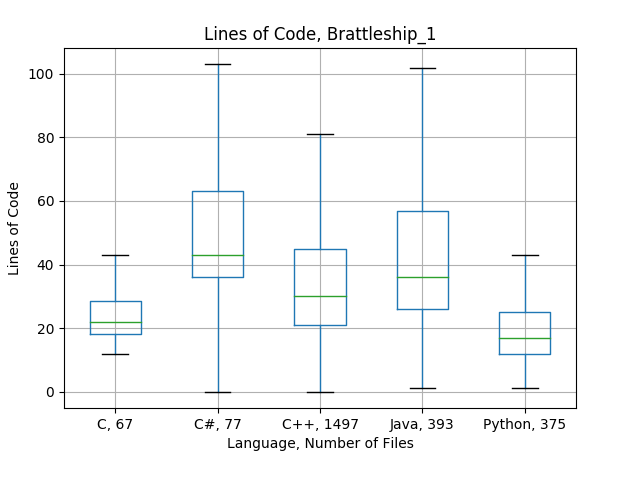 Lines of Code, Brattleship_1
100
80
60
40
20
0
Lines of Code
C, 67
C#, 77
C++, 1497
Java, 393
Python, 375
Language, Number of Files